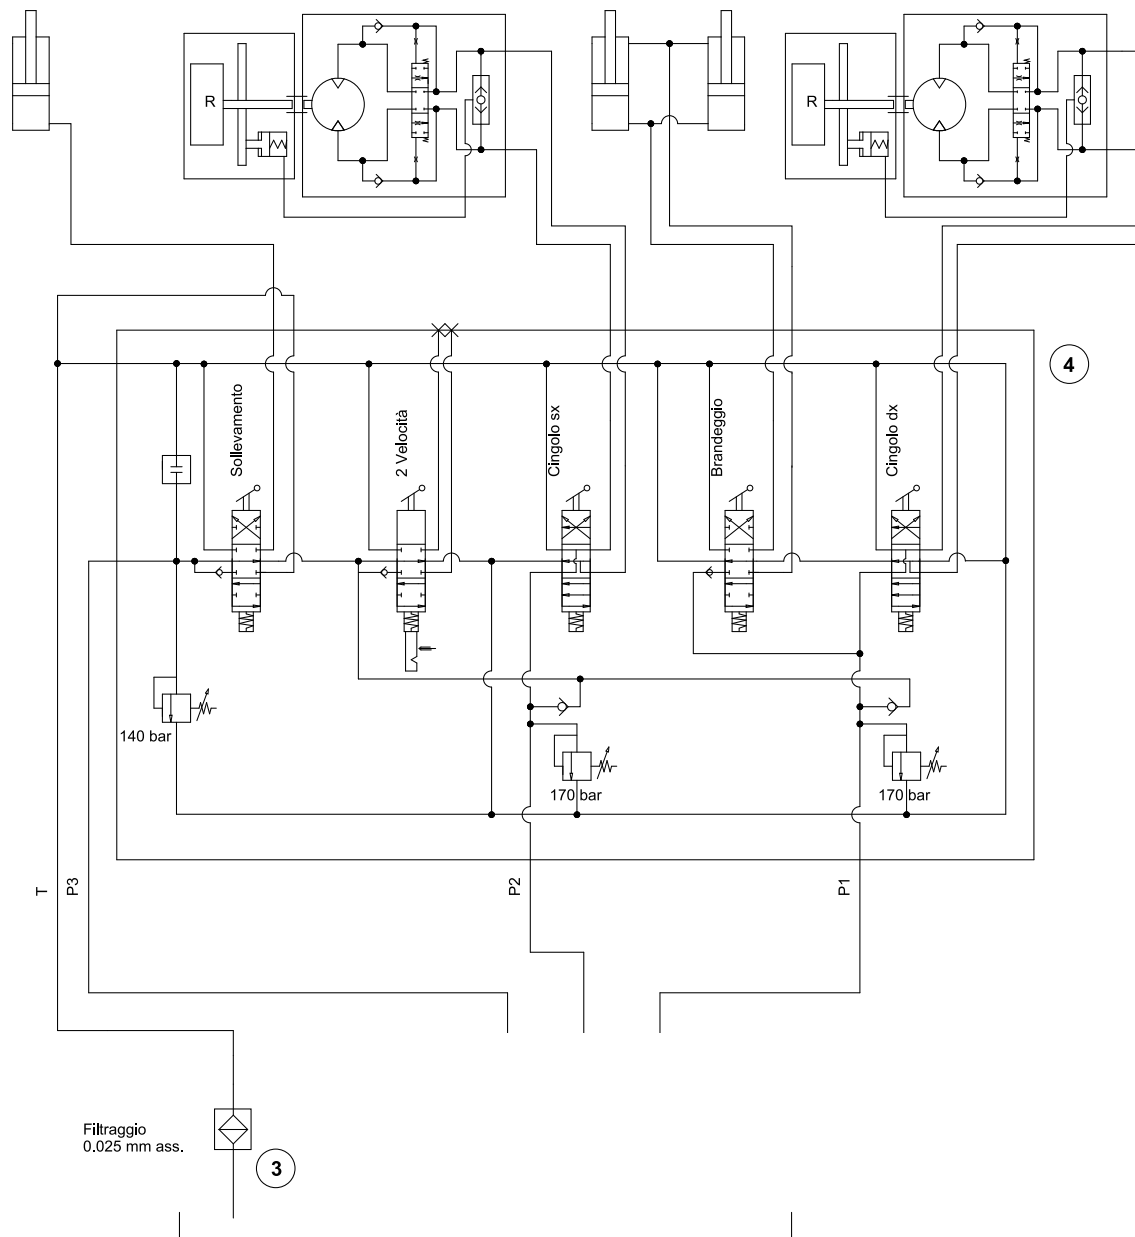 R
R
4
Sollevamento
2 Velocità
Cingolo sx
Brandeggio
Cingolo dx
140 bar
170 bar
170 bar
T
P3
P2
P1
Filtraggio
0.025 mm ass.
3